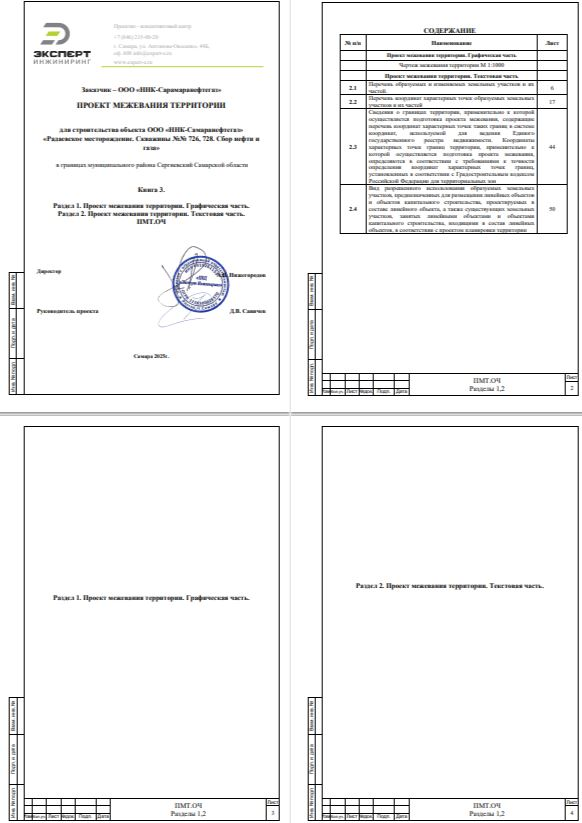 ЭКСПЕРТ
ИНЖИНИРИНГ
Проектно – консалтинговый центр
г. Самара, ул. Антонова-Овсеенко, 44Б,
Заказчик – ООО «ННК-Самаранефтегаз»
ПРОЕКТ МЕЖЕВАНИЯ ТЕРРИТОРИИ
для строительства объекта ООО «ННК-Самаранефтегаз»
«Радаевское месторождение. Скважины №№ 726, 728. Сбор нефти и
газа»
в границах муниципального района Сергиевский Самарской области
Книга 3.
Раздел 1. Проект межевания территории. Графическая часть.
Раздел 2. Проект межевания территории. Текстовая часть.
ПМТ.ОЧ
Директор
Нижегородов
Руководитель проекта
Д.В. Савичев
Самара 2025г.
Взам. инв. №
Подп. и дата
Инв. № подл.
СОДЕРЖАНИЕ
№ п/п Наименование Лист
Проект межевания территории. Графическая часть
Чертеж межевания территории М 1:1000
Проект межевания территории. Текстовая часть
2.1 Перечень образуемых и изменяемых земельных участков и их 6
частей.
2.2 Перечень координат характерных точек образуемых земельных 17
участков и их частей
Сведения о границах территории, применительно к которой
осуществляется подготовка проекта межевания, содержащие
перечень координат характерных точек таких границ в системе
координат, используемой для ведения Единого
государственного реестра недвижимости. Координаты
2.3 характерных точек границ территории, применительно к 44
которой осуществляется подготовка проекта межевания,
определяются в соответствии с требованиями к точности
определения координат характерных точек границ,
установленных в соответствии с Градостроительным кодексом
Российской Федерации для территориальных зон
Вид разрешенного использования образуемых земельных
участков, предназначенных для размещения линейных объектов
и объектов капитального строительства, проектируемых в
2.4 составе линейного объекта, а также существующих земельных 50
участков, занятых линейными объектами и объектами
капитального строительства, входящими в состав линейных
объектов, в соответствии с проектом планировки территории
Взам. инв. №
Подп. и дата
Инв. № подл.
Изм. Кол.уч. Лист №док. Подп. Дата
ПМТ.ОЧ
Разделы 1,2
Лист
2
Раздел 1. Проект межевания территории. Графическая часть.
Взам. инв. №
Подп. и дата
Инв. № подл.
Изм. Кол.уч. Лист №док. Подп. Дата
ПМТ.ОЧ
Разделы 1,2
Лист
3
Раздел 2. Проект межевания территории. Текстовая часть.
Взам. инв. №
Подп. и дата
Инв. № подл.
Изм. Кол.уч. Лист №док. Подп. Дата
ПМТ.ОЧ
Разделы 1,2
Лист
4